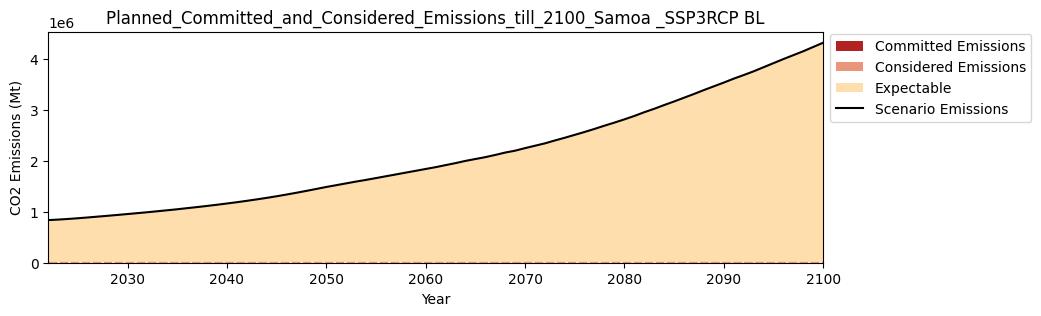 Planned_Committed_and_Considered_Emissions_till_2100_Samoa _SSP3RCP BL
1e6
4
3
2
1
0
CO2 Emissions (Mt)
2030 2040 2050 2060 2070 2080 2090 2100
Year
Committed Emissions
Considered Emissions
Expectable
Scenario Emissions